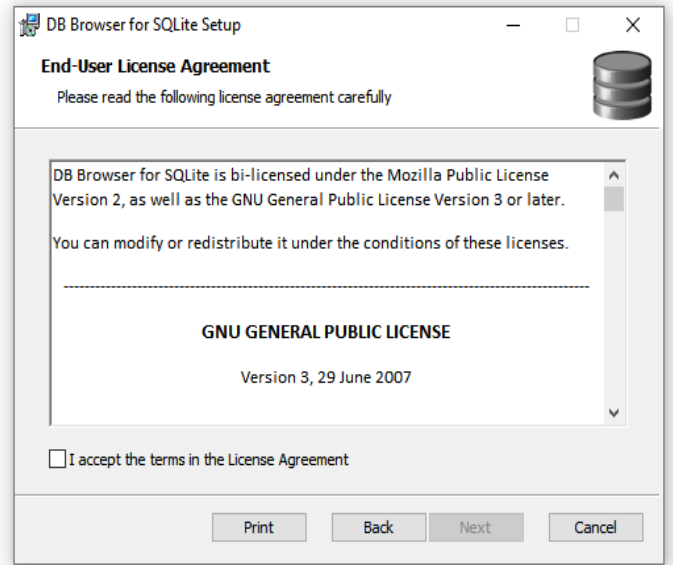 DB Browser for SQLite Setup
End-User License Agreement
Please read the following license agreement carefully
DB Browser for SQLite is bi-licensed under the Mozilla Public License
Version 2, as well as the GNU General Public License Version 3 or later.
You can modify or redistribute it under the conditions of these licenses.
GNU GENERAL PUBLIC LICENSE
Version 3, 29 June 2007
I accept the terms in the License Agreement
Print Back Next Cancel